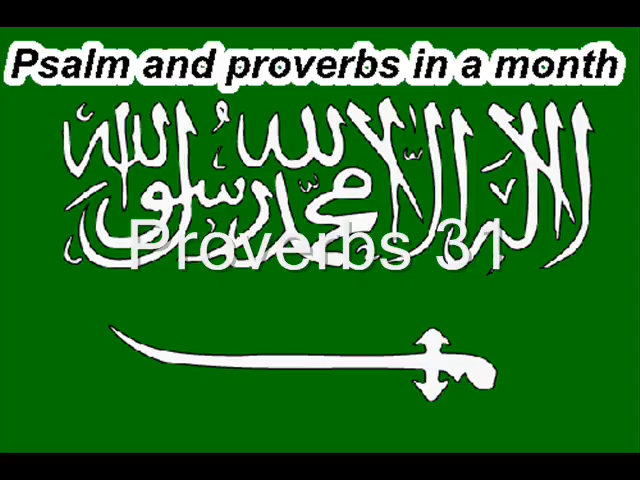 Psalm and proverbs in a month
لا إله إلا الله محمد رسول الله
Proverbs 31